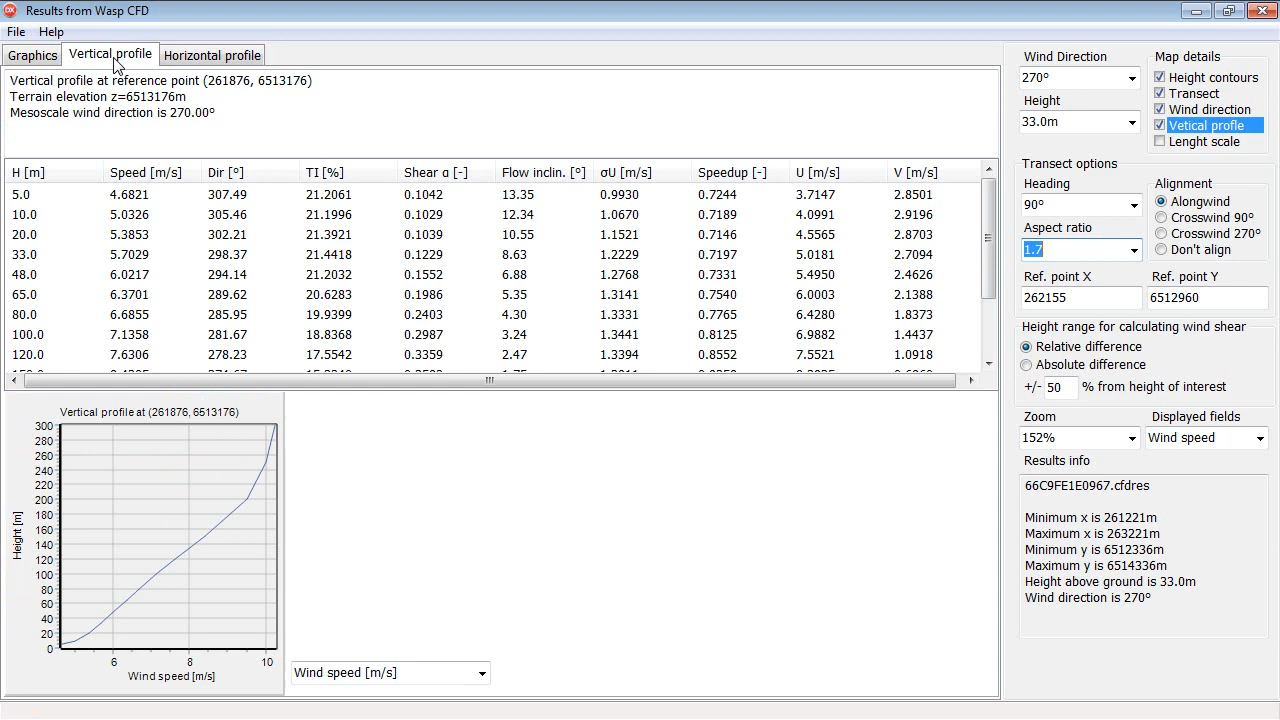 Results from Wasp CFD
File Help
Graphics Vertical profile Horizontal profile
Vertical profile at reference point (261876, 6513176)
Terrain elevation z=6513176m
Mesoscale wind direction is 270.00º
H [m] Speed [m/s] Dir [º] TI [%] Shear α [-] Flow inclin. [º] σU [m/s] Speedup [-] U [m/s] V [m/s]
5.0 4.6821 307.49 21.2061 0.1042 13.35 0.9930 0.7244 3.7147 2.8501
10.0 5.0326 305.46 21.1996 0.1029 12.34 1.0670 0.7189 4.0991 2.9196
20.0 5.3853 302.21 21.3921 0.1039 10.55 1.1521 0.7146 4.5565 2.8703
33.0 5.7029 298.37 21.4418 0.1229 8.63 1.2229 0.7197 5.0181 2.7094
48.0 6.0217 294.14 21.2032 0.1552 6.88 1.2768 0.7331 5.4950 2.4626
65.0 6.3701 289.62 20.6283 0.1986 5.35 1.3141 0.7540 6.0003 2.1388
80.0 6.6855 285.95 19.9399 0.2403 4.30 1.3331 0.7765 6.4280 1.8373
100.0 7.1358 281.67 18.8368 0.2987 3.24 1.3441 0.8125 6.9882 1.4437
120.0 7.6306 278.23 17.5542 0.3359 2.47 1.3394 0.8552 7.5521 1.0918
Vertical profile at (261876, 6513176)
300
280
260
240
220
200
180
160
140
120
100
80
60
40
20
0
Height [m]
6 8 10
Wind speed [m/s]
Wind speed [m/s]
Wind Direction
270º
Height
33.0m
Map details
Height contours
Transect
Wind direction
Vetical profle
Lenght scale
Transect options
Heading
90º
Aspect ratio
1.7
Alignment
Alongwind
Crosswind 90º
Crosswind 270º
Don't align
Ref. point X Ref. point Y
262155 6512960
Height range for calculating wind shear
Relative difference
Absolute difference
+/- 50 % from height of interest
Zoom Displayed fields
152% Wind speed
Results info
66C9FE1E0967.cfdres
Minimum x is 261221m
Maximum x is 263221m
Minimum y is 6512336m
Maximum y is 6514336m
Height above ground is 33.0m
Wind direction is 270º